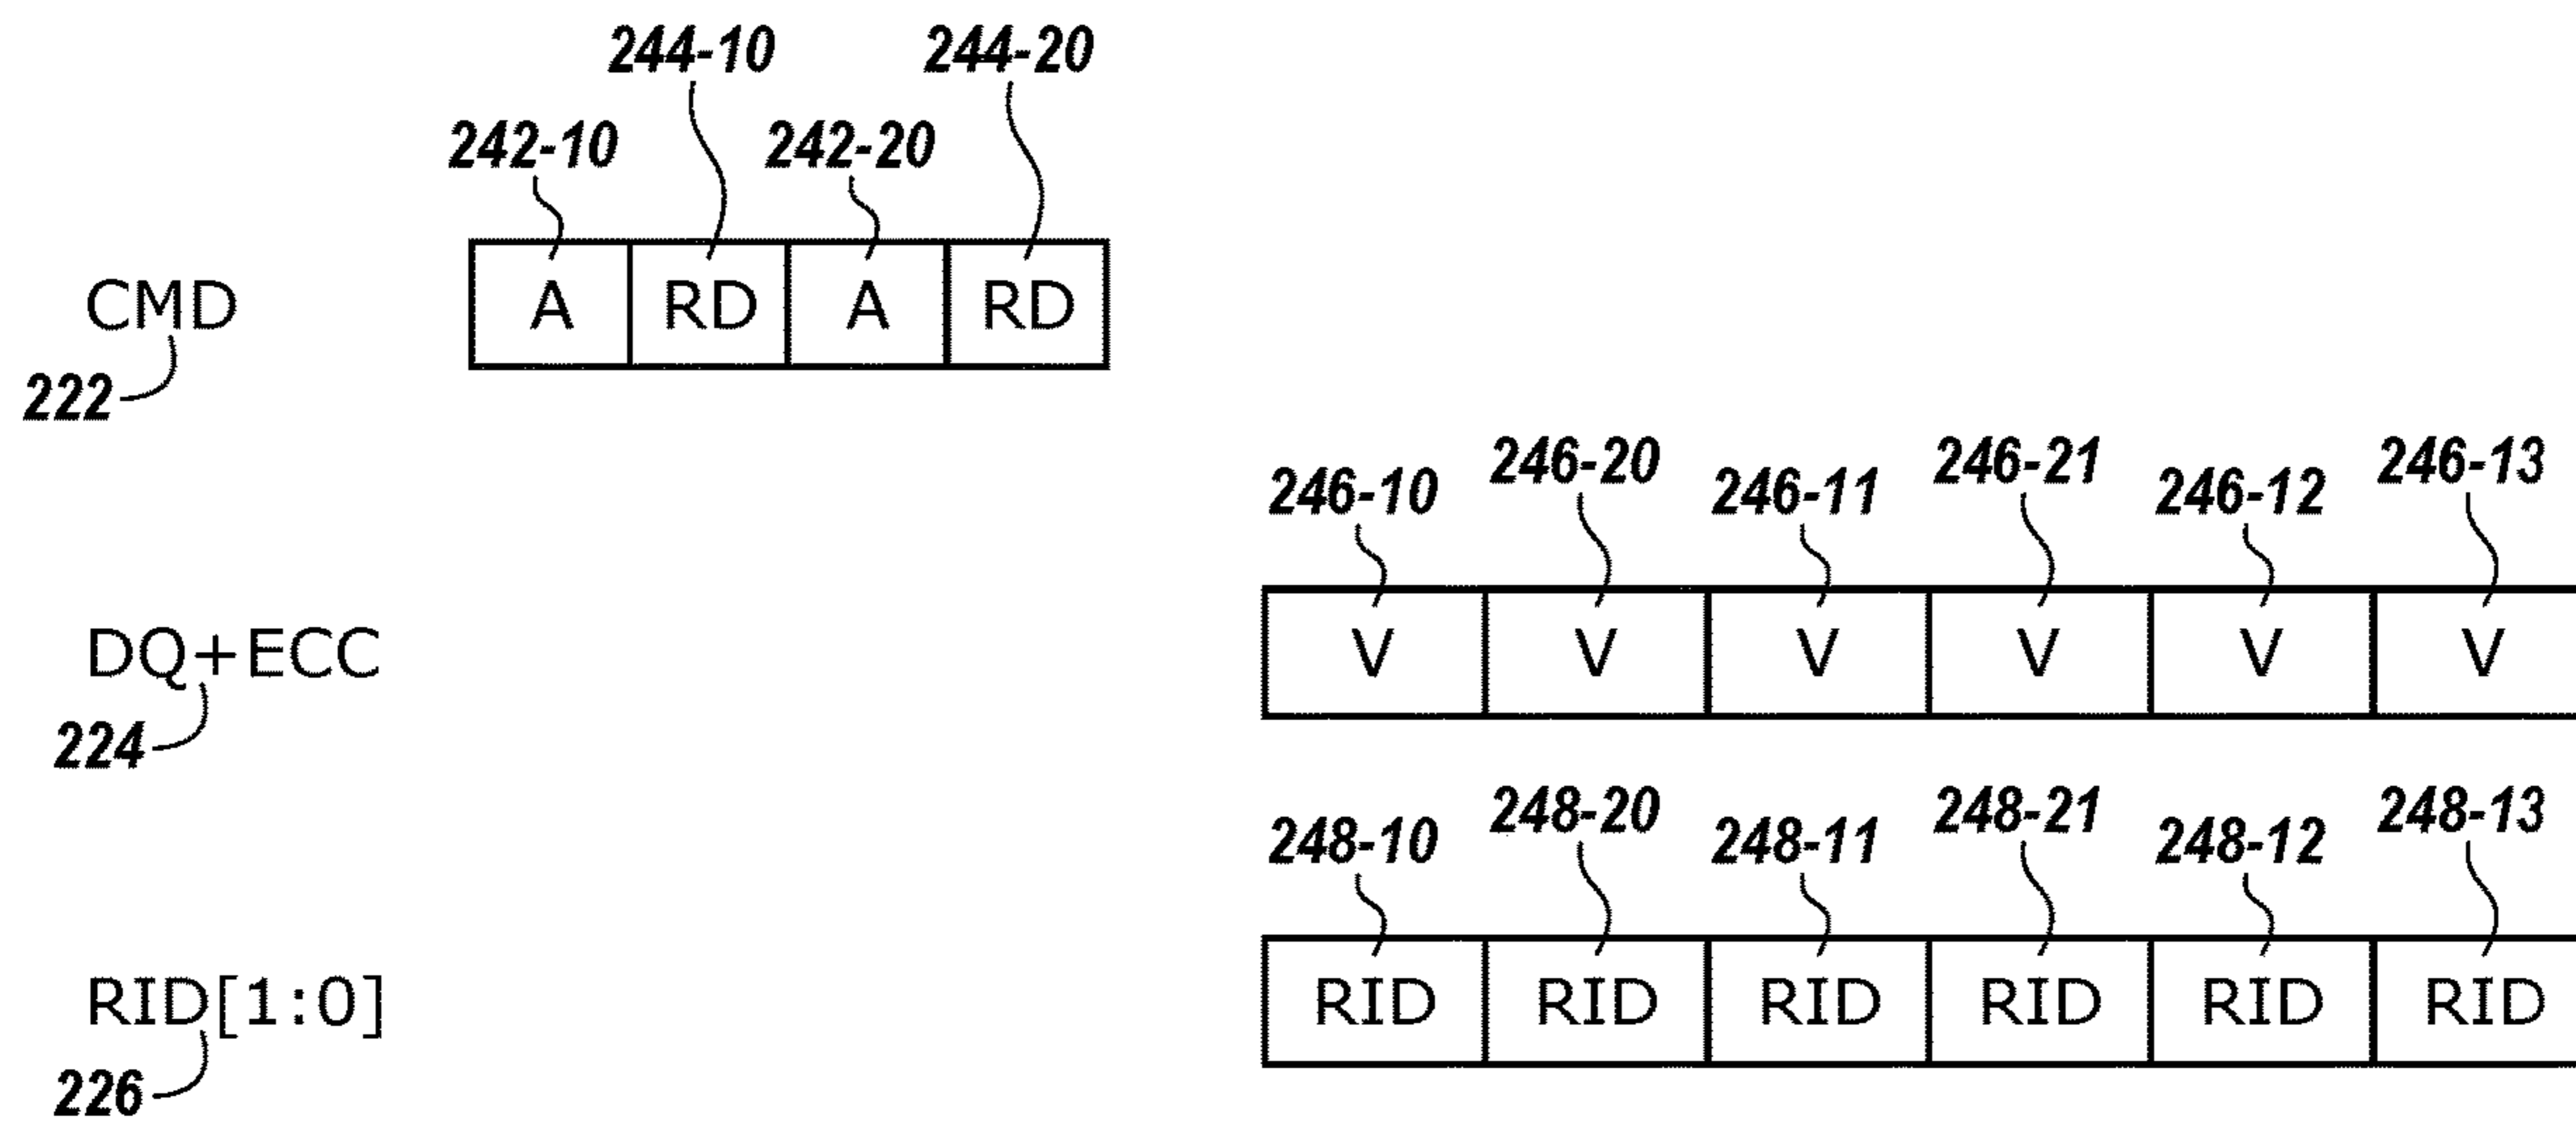 244-10 244-20
242-10 242-20
CMD A RD A RD
222
246-20 246-21 246-13
246-10 246-11 246-12
DQ+ECC V V V V V V
224
248-20 248-21 248-13
248-10 248-11 248-12
RID[1:0] RID RID RID RID RID RID
226